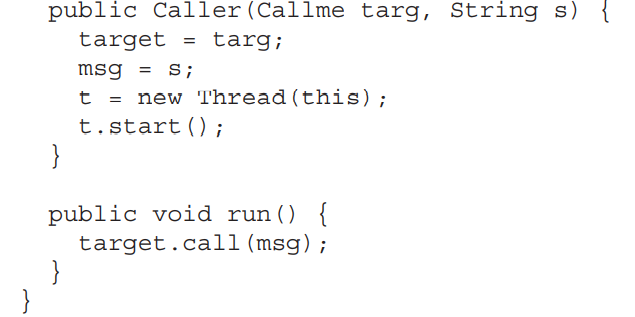 public Caller(Callme targ, String s) {
target = targ;
msg = s;
t = new Thread(this);
t.start();
}
public void run() {
target.call(msg);
}
}